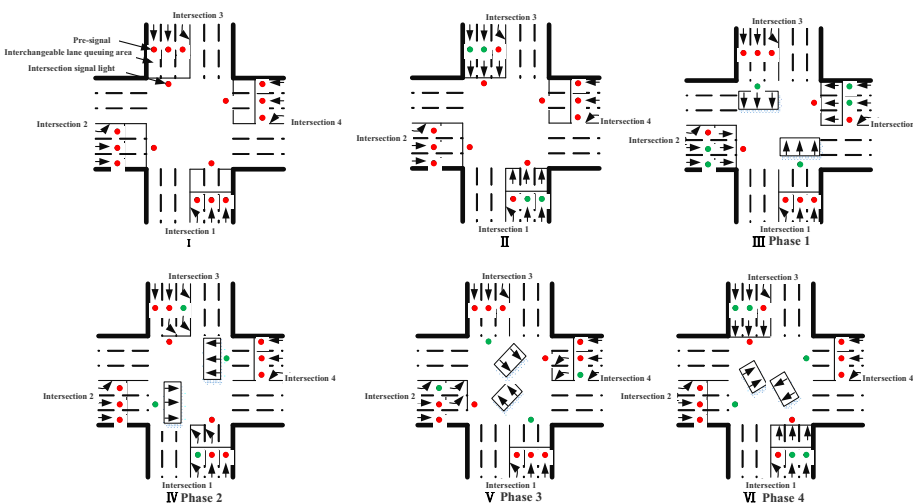 Intersection 3
Pre-signal
Interchangeable lane queuing area
Intersection signal light
Intersection 2
Intersection 4
Intersection 1
Ⅰ
Intersection 3
Intersection 2
Intersection 4
Intersection 1
Ⅱ
Intersection 3
Intersection 2
Intersection
Intersection 1
Ⅲ Phase 1
Intersection 3
Intersection 2
Intersection 4
Intersection 1
Ⅳ Phase 2
Intersection 3
Intersection 2
Intersection 4
Intersection 1
Ⅴ Phase 3
Intersection 3
Intersection 2
Intersection 4
Intersection 1
Ⅵ Phase 4